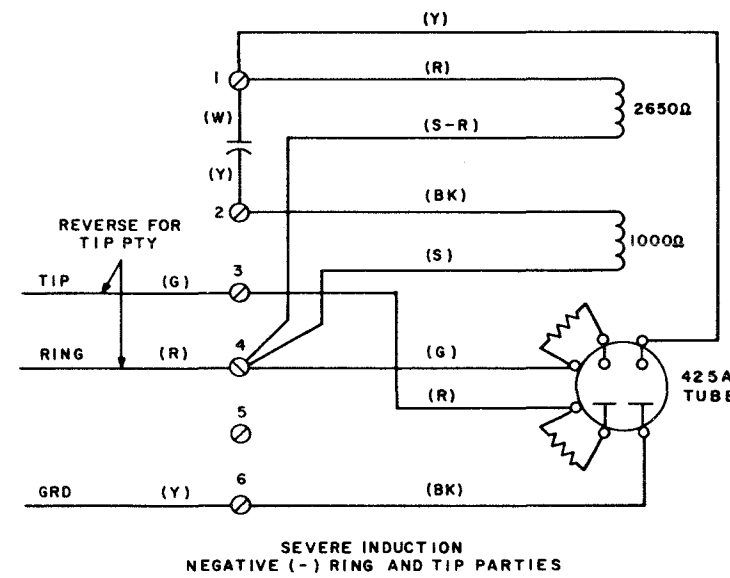 (Y)
1
(R)
2650Ω
(W)
(S-R)
(Y)
2
(BK)
REVERSE FOR
TIP PTY
1000Ω
(S)
3
TIP
(G)
4
RING
(R)
(G)
425A
TUBE
(R)
5
6
GRD
(Y)
(BK)
SEVERE INDUCTION
NEGATIVE (-) RING AND TIP PARTIES